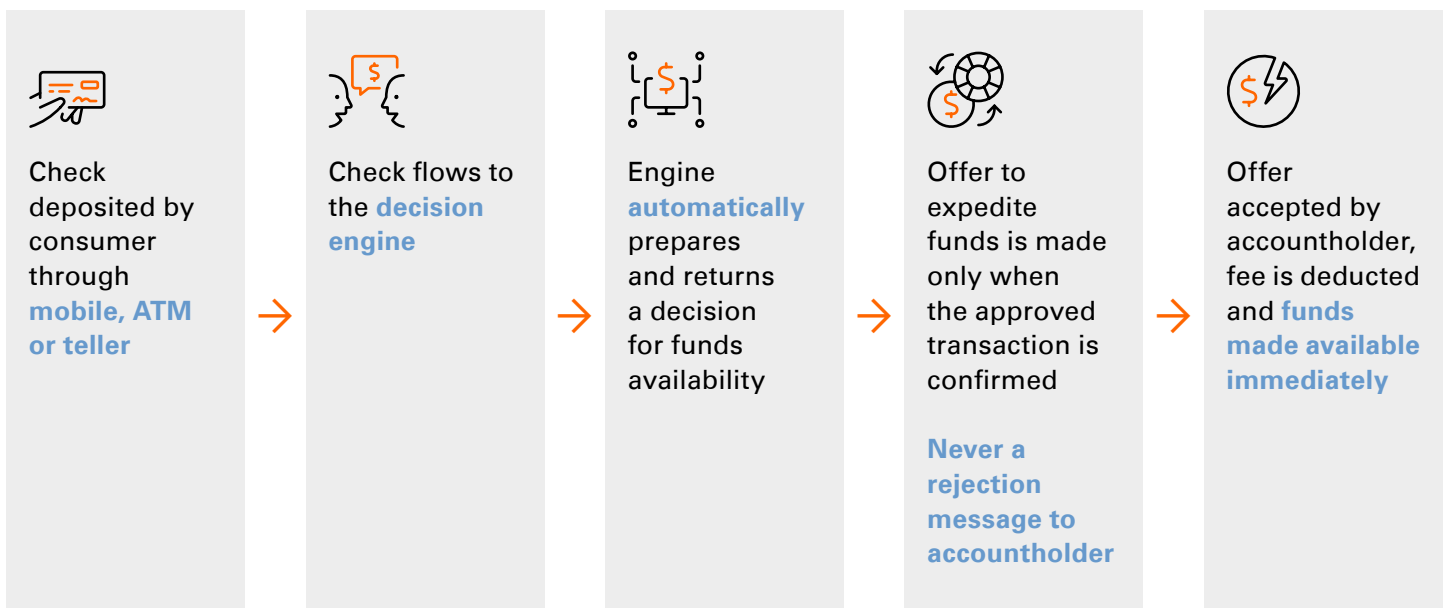 Check
deposited by
consumer
through
mobile, ATM
or teller
Check flows to
the decision
engine
Engine
automatically
prepares
and returns
a decision
for funds
availability
Offer to
expedite
funds is made
only when
the approved
transaction is
confirmed
Never a
rejection
message to
accountholder
Offer
accepted by
accountholder,
fee is deducted
and funds
made available
immediately